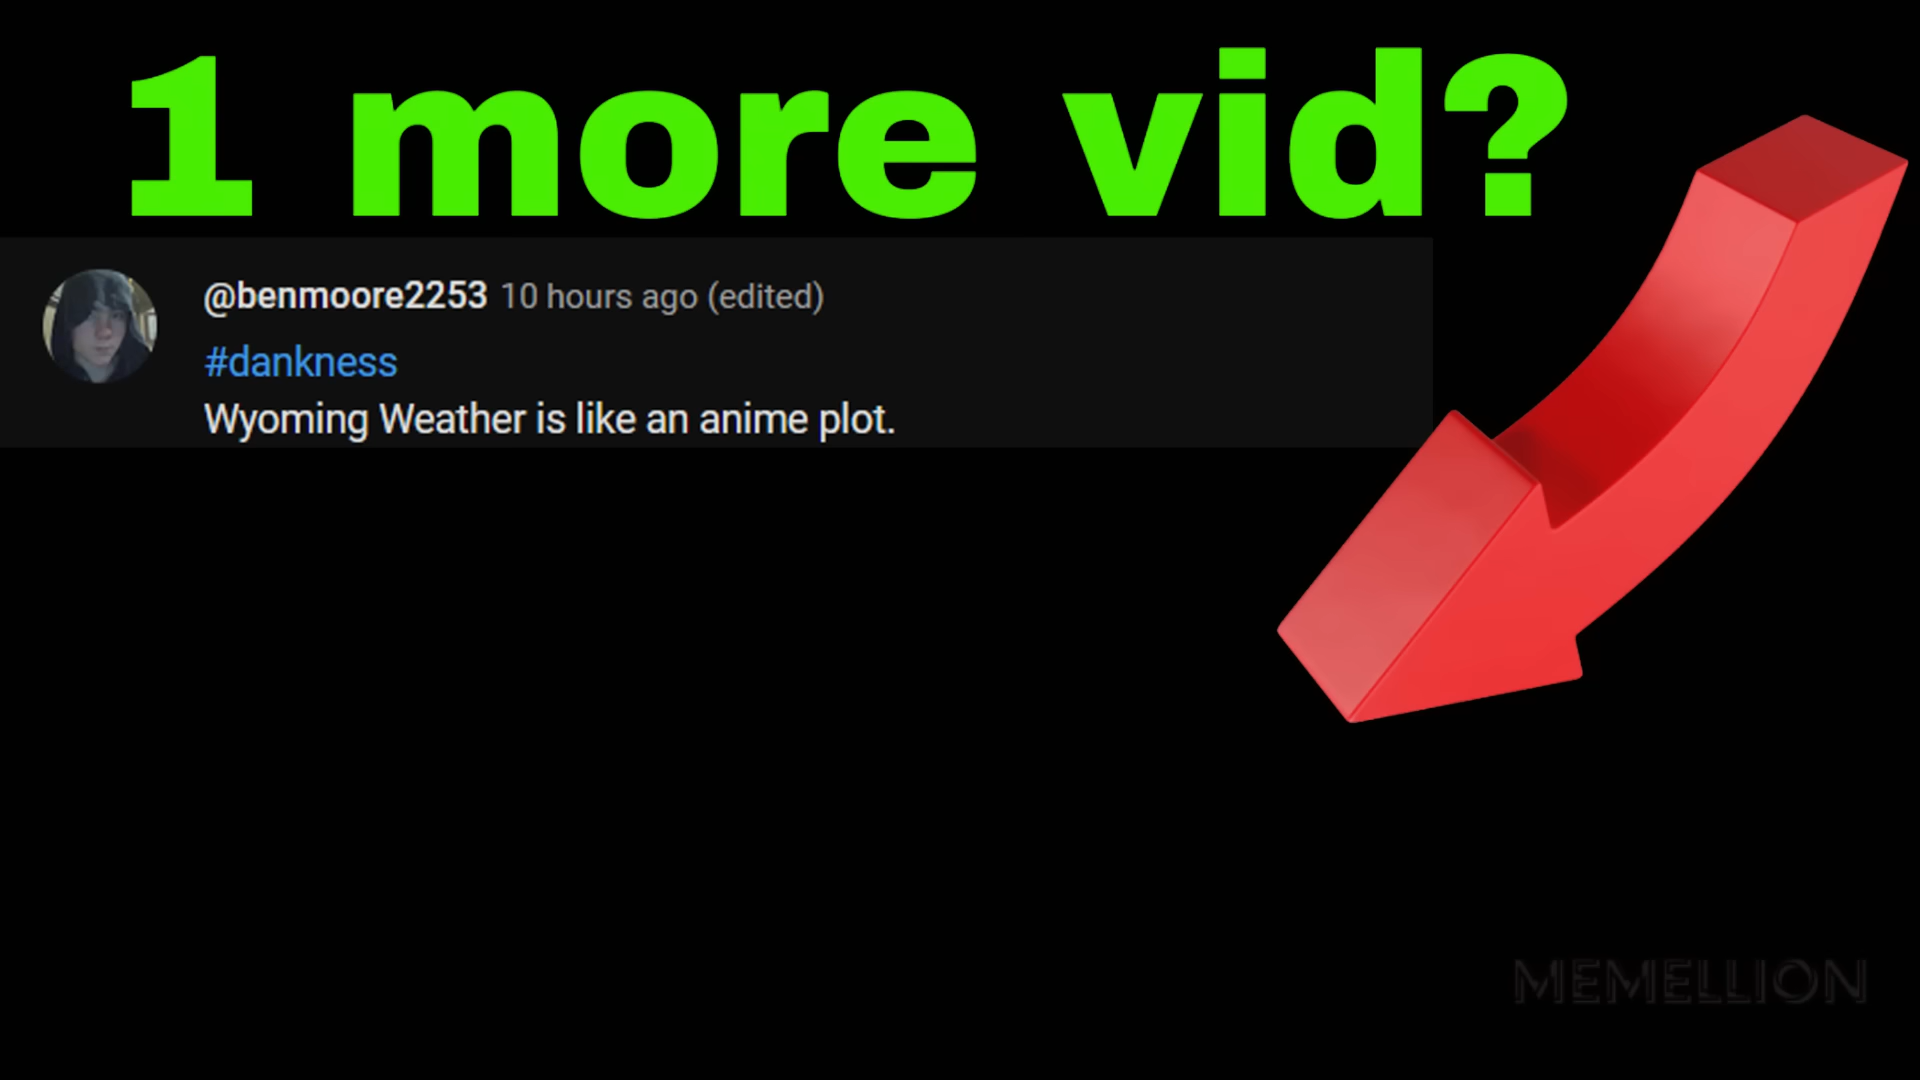 1 more vid?
@benmoore2253 10 hours ago (edited)
#dankness
Wyoming Weather is like an anime plot.
MEMELLION